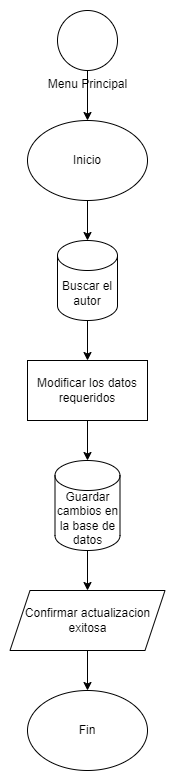 Menu Principal
Inicio
Buscar el
autor
Modificar los datos
requeridos
Guardar
cambios en
la base de
datos
Confirmar actualizacion
exitosa
Fin